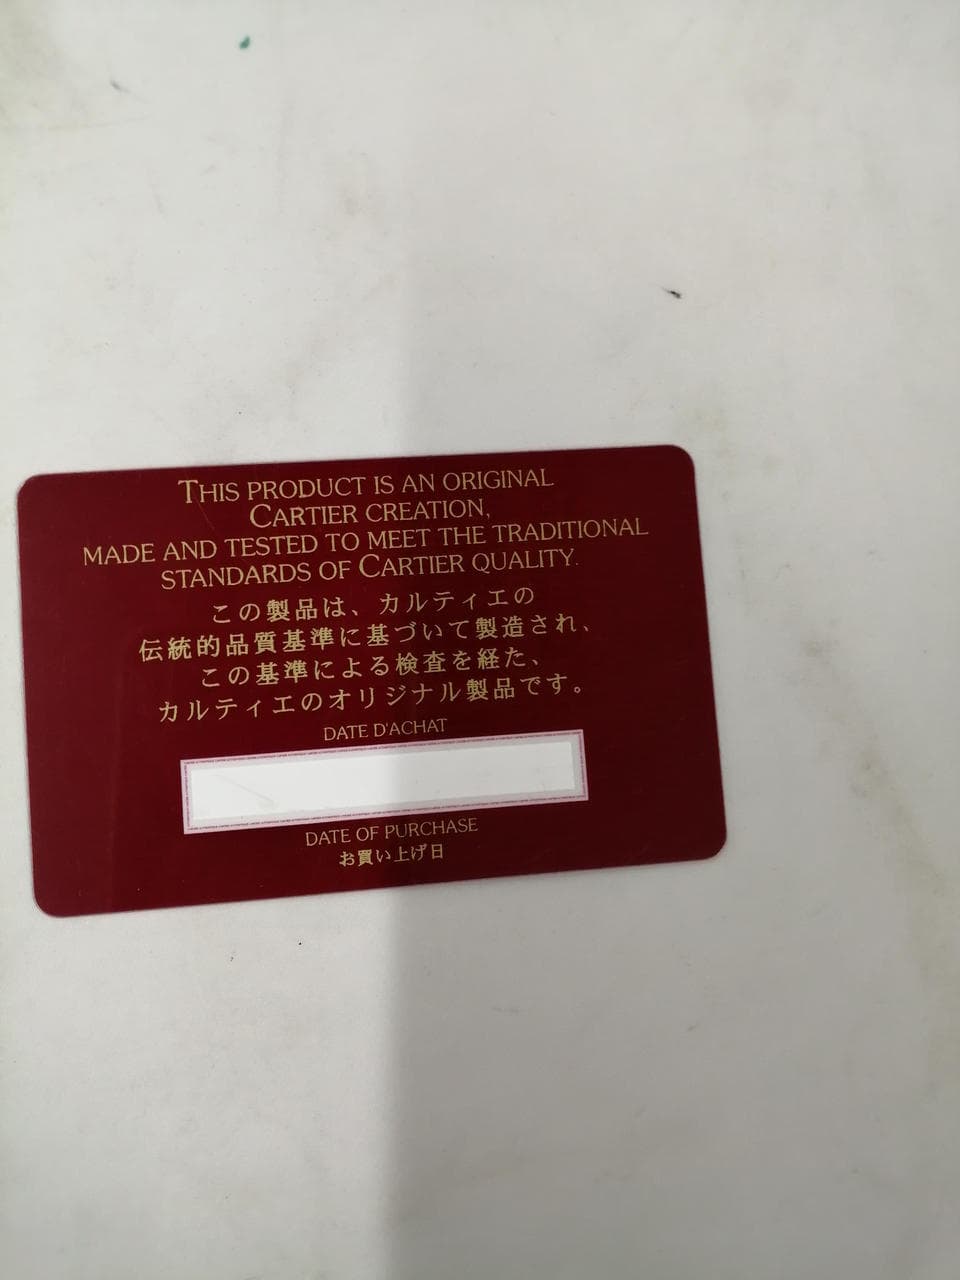 THIS PRODUCT IS AN ORIGINAL
CARTIER CREATION,
MADE AND TESTED TO MEET THE TRADITIONAL
STANDARDS OF CARTIER QUALITY.
この製品は、カルティエの
伝統的品質基準に基づいて製造され、
この基準による検査を経た、
カルティエのオリジナル製品です。
DATE D'ACHAT
DATE OF PURCHASE
お買い上げ日